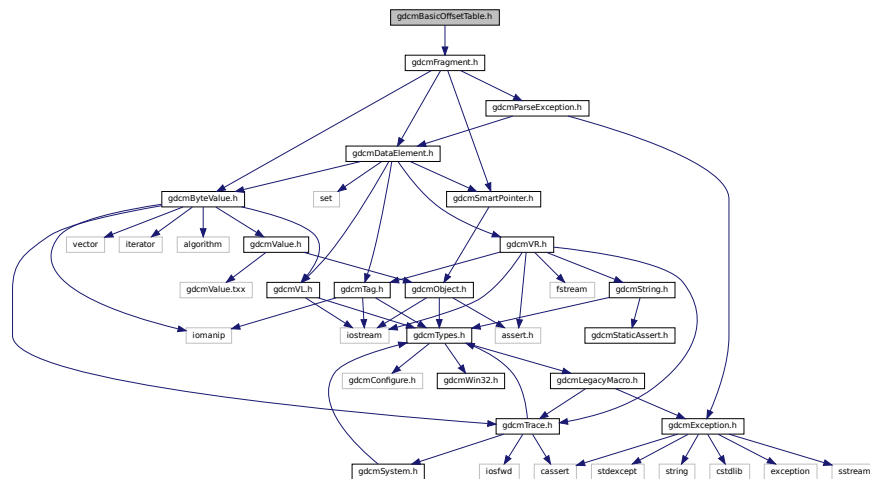 gdcmBasicOffsetTable.h
gdcmFragment.h
gdcmParseException.h
gdcmDataElement.h
gdcmByteValue.h
set
gdcmSmartPointer.h
vector
iterator
algorithm
gdcmValue.h
gdcmVR.h
gdcmValue.txx
gdcmVL.h
gdcmTag.h
gdcmObject.h
fstream
gdcmString.h
iomanip
iostream
gdcmTypes.h
assert.h
gdcmStaticAssert.h
gdcmConfigure.h
gdcmWin32.h
gdcmLegacyMacro.h
gdcmTrace.h
gdcmException.h
gdcmSystem.h
iosfwd
cassert
stdexcept
string
cstdlib
exception
sstream